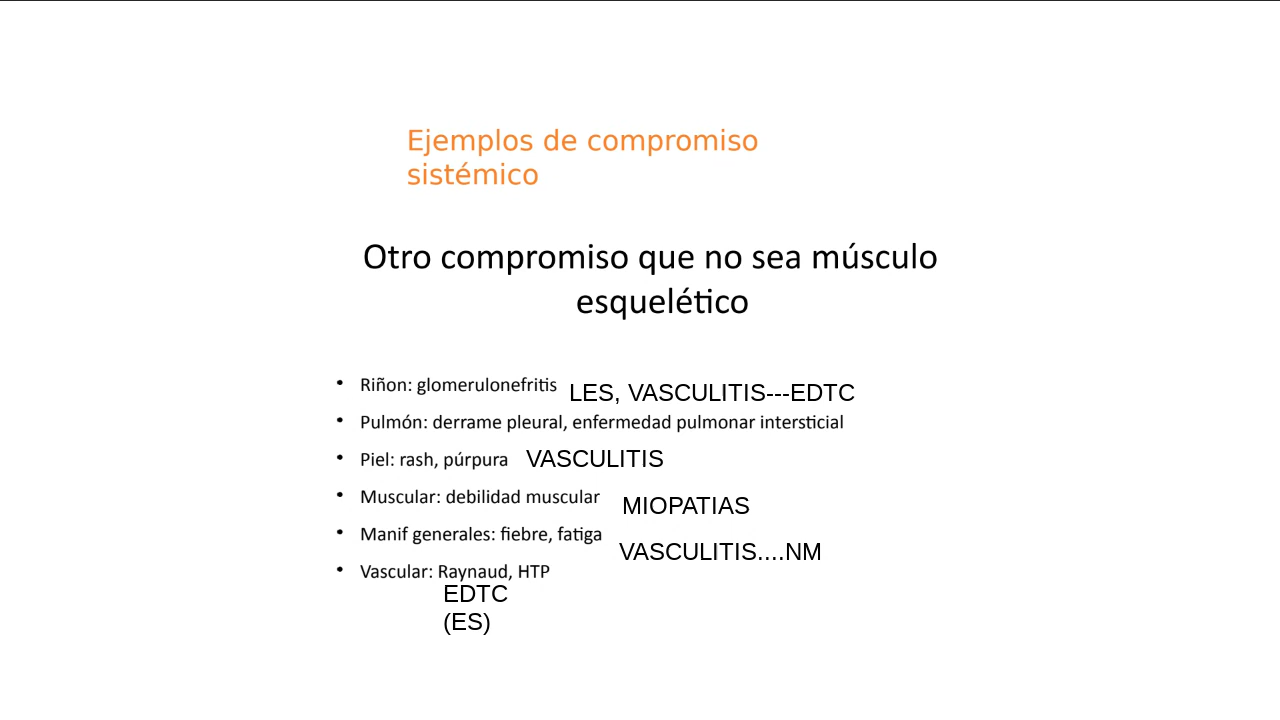 Ejemplos de compromiso
sistémico
Otro compromiso que no sea músculo
esquelético
• Riñon: glomerulonefritis LES, VASCULITIS---EDTC
• Pulmón: derrame pleural, enfermedad pulmonar intersticial
• Piel: rash, púrpura VASCULITIS
• Muscular: debilidad muscular MIOPATIAS
• Manif generales: fiebre, fatiga VASCULITIS....NM
• Vascular: Raynaud, HTP
EDTC
(ES)